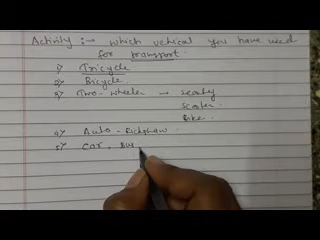 Activity :- which vehical you have used
for transport.
1) Tricycle
2) Bicycle
3) Two-wheeler → scooty
Scooter
Bike.
4) Auto-Rickshaw.
5) Car, Bu